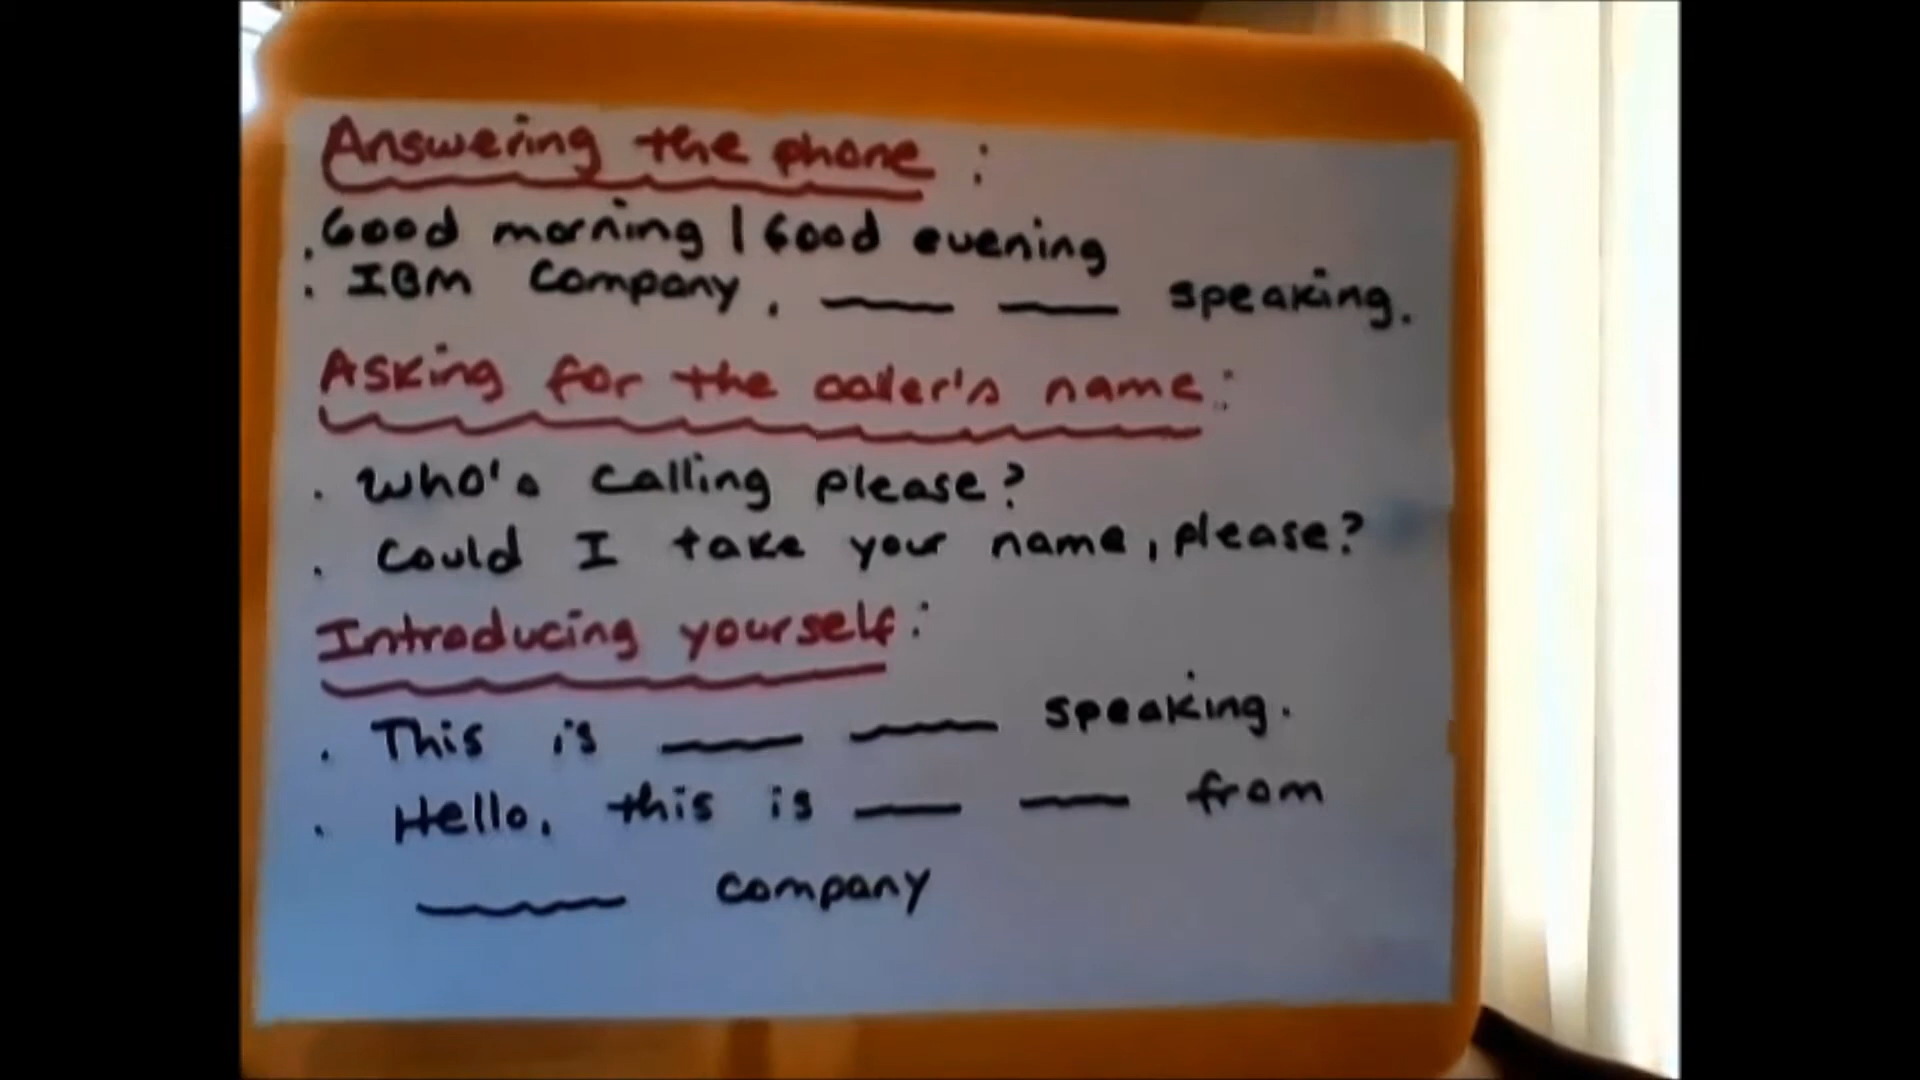 Answering the phone :
. Good morning | Good evening
. IBM Company, ___ ___ speaking.
Asking for the caller's name:
. Who's calling please?
. Could I take your name, please?
Introducing yourself:
. This is ___ ___ speaking.
. Hello, this is ___ ___ from
___ company